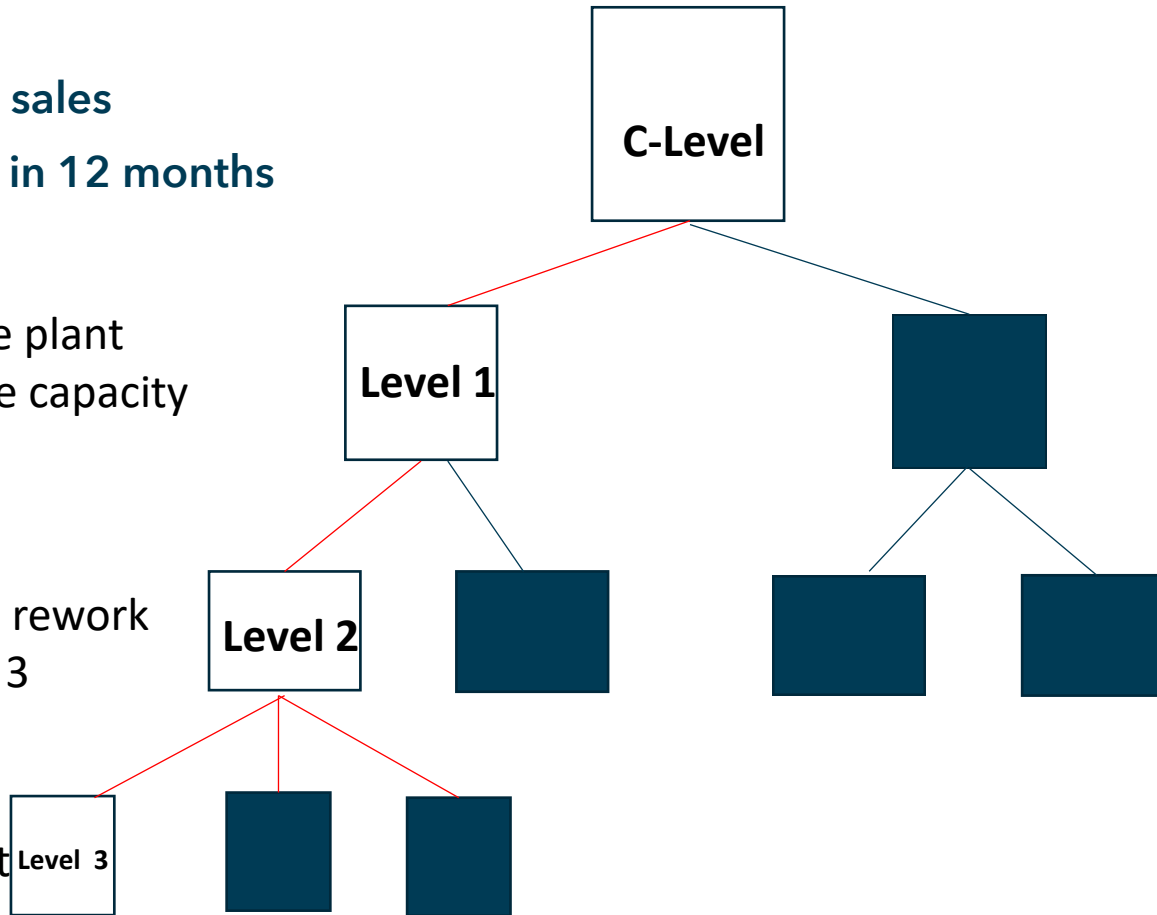 sales
C-Level
in 12 months
e plant
Level 1
e capacity
rework
Level 2
3
t
Level 3